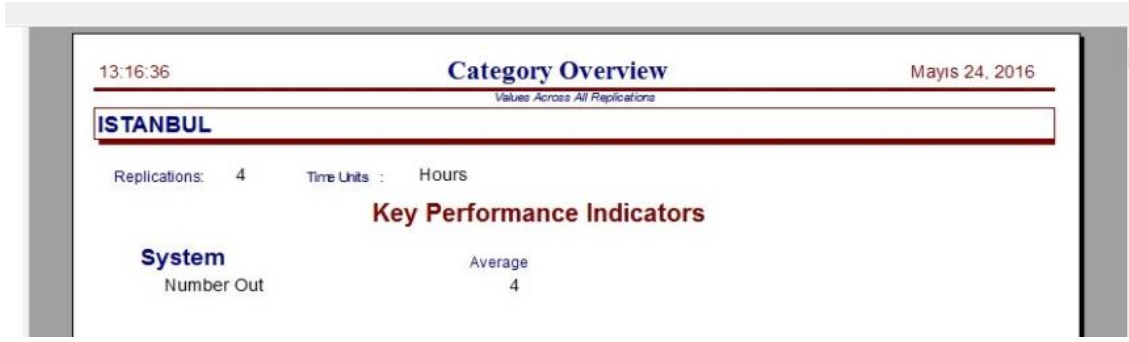 13:16:36 Category Overview Mayıs 24, 2016
Values Across All Replications
ISTANBUL
Replications: 4 Time Units : Hours
Key Performance Indicators
System Average
Number Out 4